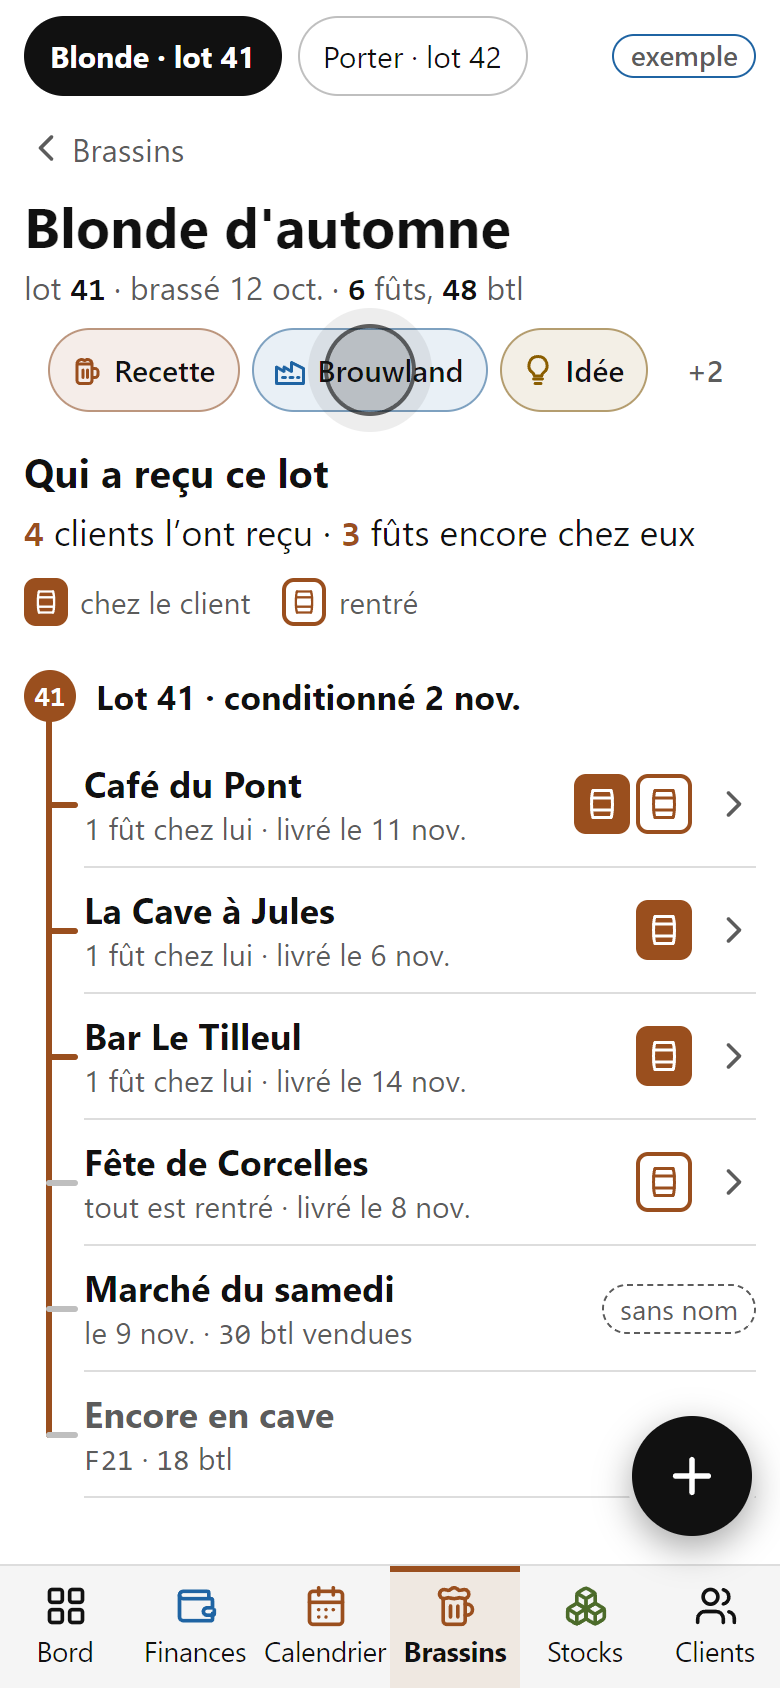 Blonde · lot 41
Porter · lot 42
exemple
Brassins
Blonde d'automne
lot 41 · brassé 12 oct. · 6 fûts, 48 btl
Recette
Brouwland
Idée
+2
Qui a reçu ce lot
4 clients l’ont reçu · 3 fûts encore chez eux
chez le client
rentré
41
Lot 41 · conditionné 2 nov.
Café du Pont
1 fût chez lui · livré le 11 nov.
La Cave à Jules
1 fût chez lui · livré le 6 nov.
Bar Le Tilleul
1 fût chez lui · livré le 14 nov.
Fête de Corcelles
tout est rentré · livré le 8 nov.
Marché du samedi
le 9 nov. · 30 btl vendues
sans nom
Encore en cave
F21 · 18 btl
Bord
Finances
Calendrier
Brassins
Stocks
Clients